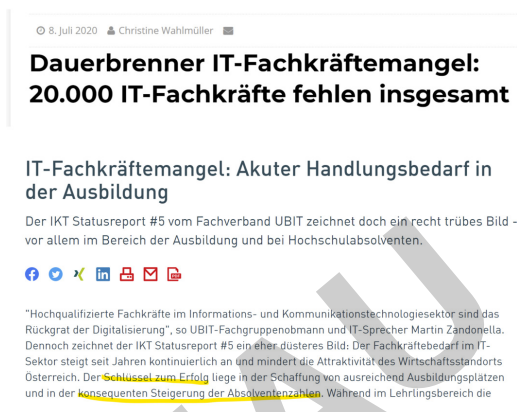 8. Juli 2020 Christine Wahlmüller
Dauerbrenner IT-Fachkräftemangel:
20.000 IT-Fachkräfte fehlen insgesamt
IT-Fachkräftemangel: Akuter Handlungsbedarf in
der Ausbildung
Der IKT Statusreport #5 vom Fachverband UBIT zeichnet doch ein recht trübes Bild -
vor allem im Bereich der Ausbildung und bei Hochschulabsolventen.
"Hochqualifizierte Fachkräfte im Informations- und Kommunikationstechnologiesektor sind das
Rückgrat der Digitalisierung", so UBIT-Fachgruppenobmann und IT-Sprecher Martin Zandonella.
Dennoch zeichnet der IKT Statusreport #5 ein eher düsteres Bild: Der Fachkräftebedarf im IT-
Sektor steigt seit Jahren kontinuierlich an und mindert die Attraktivität des Wirtschaftsstandorts
Österreich. Der Schlüssel zum Erfolg liege in der Schaffung von ausreichend Ausbildungsplätzen
und in der konsequenten Steigerung der Absolventenzahlen. Während im Lehrlingsbereich die